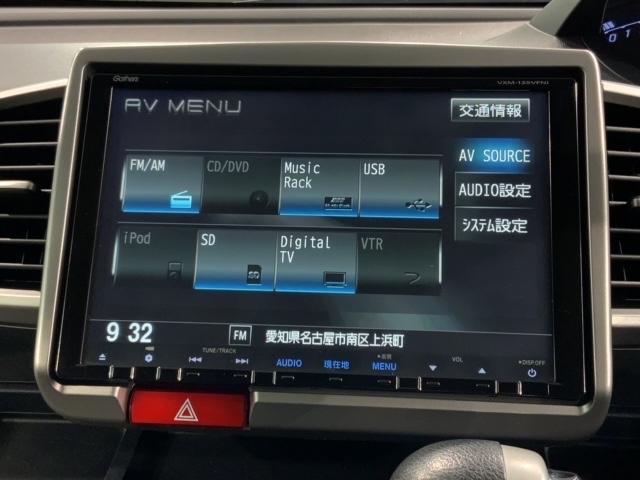 Gathers
VXM-155VFNi
AV MENU
交通情報
FM/AM
CD/DVD
Music Rack
USB
AV SOURCE
AUDIO設定
システム設定
iPod
SD
Digital TV
VTR
9 32
FM
愛知県名古屋市南区上浜町
TUNE/TRACK
AUDIO
現在地
MENU
VOL
DISP OFF